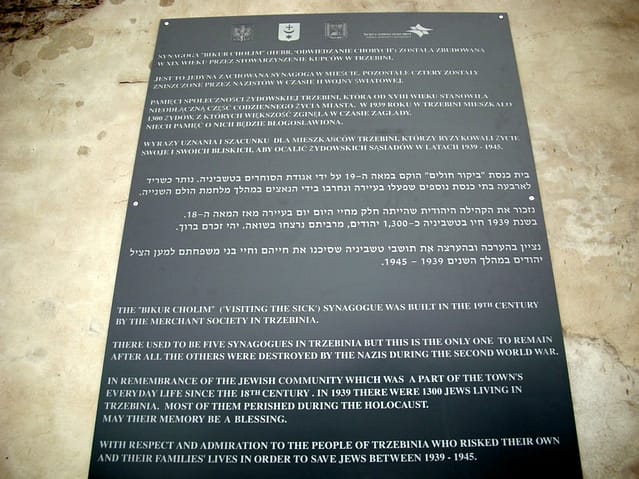 SYNAGOGA "BIKUR CHOLIM" (HEBR. 'ODWIEDZANIE CHORYCH') ZOSTAŁA ZBUDOWANA
W XIX WIEKU PRZEZ STOWARZYSZENIE KUPCÓW W TRZEBINI.
JEST TO JEDYNA ZACHOWANA SYNAGOGA W MIEŚCIE. POZOSTAŁE CZTERY ZOSTAŁY
ZNISZCZONE PRZEZ NAZISTÓW W CZASIE II WOJNY ŚWIATOWEJ.
PAMIĘCI SPOŁECZNOŚCI ŻYDOWSKIEJ TRZEBINI, KTÓRA OD XVIII WIEKU STANOWIŁA
NIEODŁĄCZNĄ CZĘŚĆ CODZIENNEGO ŻYCIA MIASTA. W 1939 ROKU W TRZEBINI MIESZKAŁO
1300 ŻYDÓW, Z KTÓRYCH WIĘKSZOŚĆ ZGINĘŁA W CZASIE ZAGŁADY.
NIECH PAMIĘĆ O NICH BĘDZIE BŁOGOSŁAWIONA.
WYRAZY UZNANIA I SZACUNKU DLA MIESZKAŃCÓW TRZEBINI, KTÓRZY RYZYKOWALI ŻYCIE
SWOJE I SWOICH BLISKICH, ABY OCALIĆ ŻYDOWSKICH SĄSIADÓW W LATACH 1939 - 1945.
בית כנסת "ביקור חולים" הוקם במאה ה-19 על ידי אגודת הסוחרים בטשביניה. נותר כשריד
לארבעה בתי כנסת נוספים שפעלו בעיירה ונחרבו בידי הנאצים במהלך מלחמת הולם השנייה.
נזכור את הקהילה היהודית שהייתה חלק מחיי היום יום בעיירה מאז המאה ה-18.
בשנת 1939 חיו בטשביניה כ-1,300 יהודים, מרביתם נרצחו בשואה. יהי זכרם ברוך.
נציין בהערכה ובהערצה את תושבי טשביניה שסיכנו את חייהם וחיי בני משפחתם למען הציל
יהודים במהלך השנים 1939 - 1945.
THE "BIKUR CHOLIM" ('VISITING THE SICK') SYNAGOGUE WAS BUILT IN THE 19TH CENTURY
BY THE MERCHANT SOCIETY IN TRZEBINIA.
THERE USED TO BE FIVE SYNAGOGUES IN TRZEBINIA BUT THIS IS THE ONLY ONE TO REMAIN
AFTER ALL THE OTHERS WERE DESTROYED BY THE NAZIS DURING THE SECOND WORLD WAR.
IN REMEMBRANCE OF THE JEWISH COMMUNITY WHICH WAS A PART OF THE TOWN'S
EVERYDAY LIFE SINCE THE 18TH CENTURY . IN 1939 THERE WERE 1300 JEWS LIVING IN
TRZEBINIA. MOST OF THEM PERISHED DURING THE HOLOCAUST.
MAY THEIR MEMORY BE A BLESSING.
WITH RESPECT AND ADMIRATION TO THE PEOPLE OF TRZEBINIA WHO RISKED THEIR OWN
AND THEIR FAMILIES' LIVES IN ORDER TO SAVE JEWS BETWEEN 1939 - 1945.